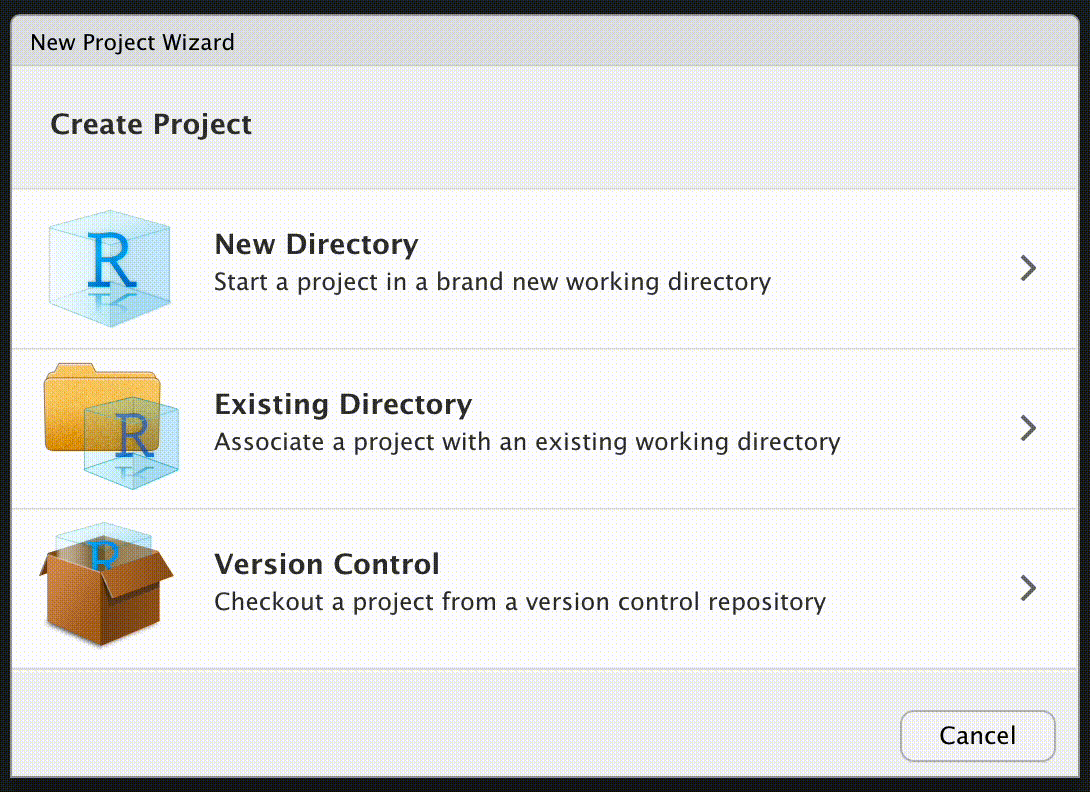 New Project Wizard
Create Project
R
New Directory
Start a project in a brand new working directory
R
Existing Directory
Associate a project with an existing working directory
R
Version Control
Checkout a project from a version control repository
Cancel